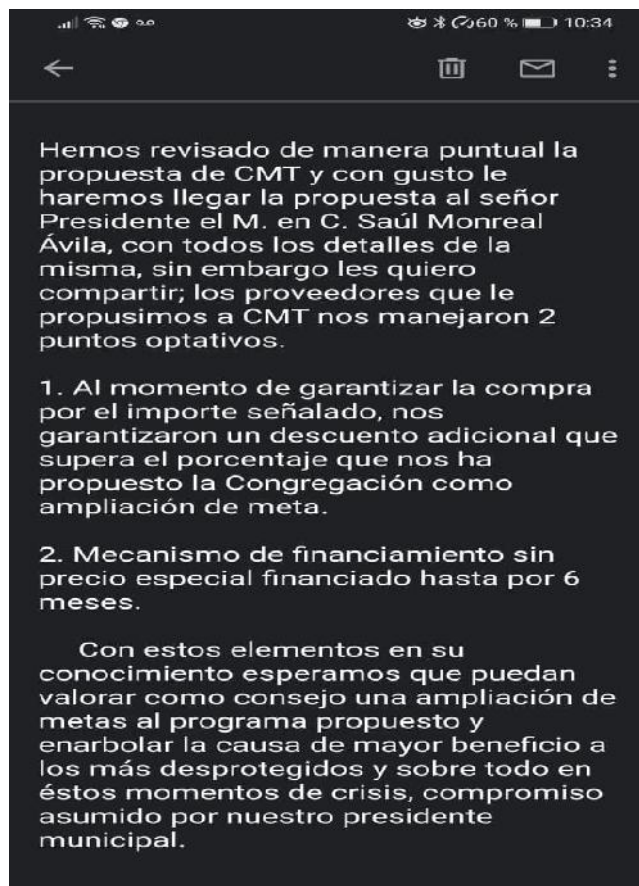 60 % 10:34
Hemos revisado de manera puntual la
propuesta de CMT y con gusto le
haremos llegar la propuesta al señor
Presidente el M. en C. Saúl Monreal
Ávila, con todos los detalles de la
misma, sin embargo les quiero
compartir; los proveedores que le
propusimos a CMT nos manejaron 2
puntos optativos.
1. Al momento de garantizar la compra
por el importe señalado, nos
garantizaron un descuento adicional que
supera el porcentaje que nos ha
propuesto la Congregación como
ampliación de meta.
2. Mecanismo de financiamiento sin
precio especial financiado hasta por 6
meses.
Con estos elementos en su
conocimiento esperamos que puedan
valorar como consejo una ampliación de
metas al programa propuesto y
enarbolar la causa de mayor beneficio a
los más desprotegidos y sobre todo en
éstos momentos de crisis, compromiso
asumido por nuestro presidente
municipal.